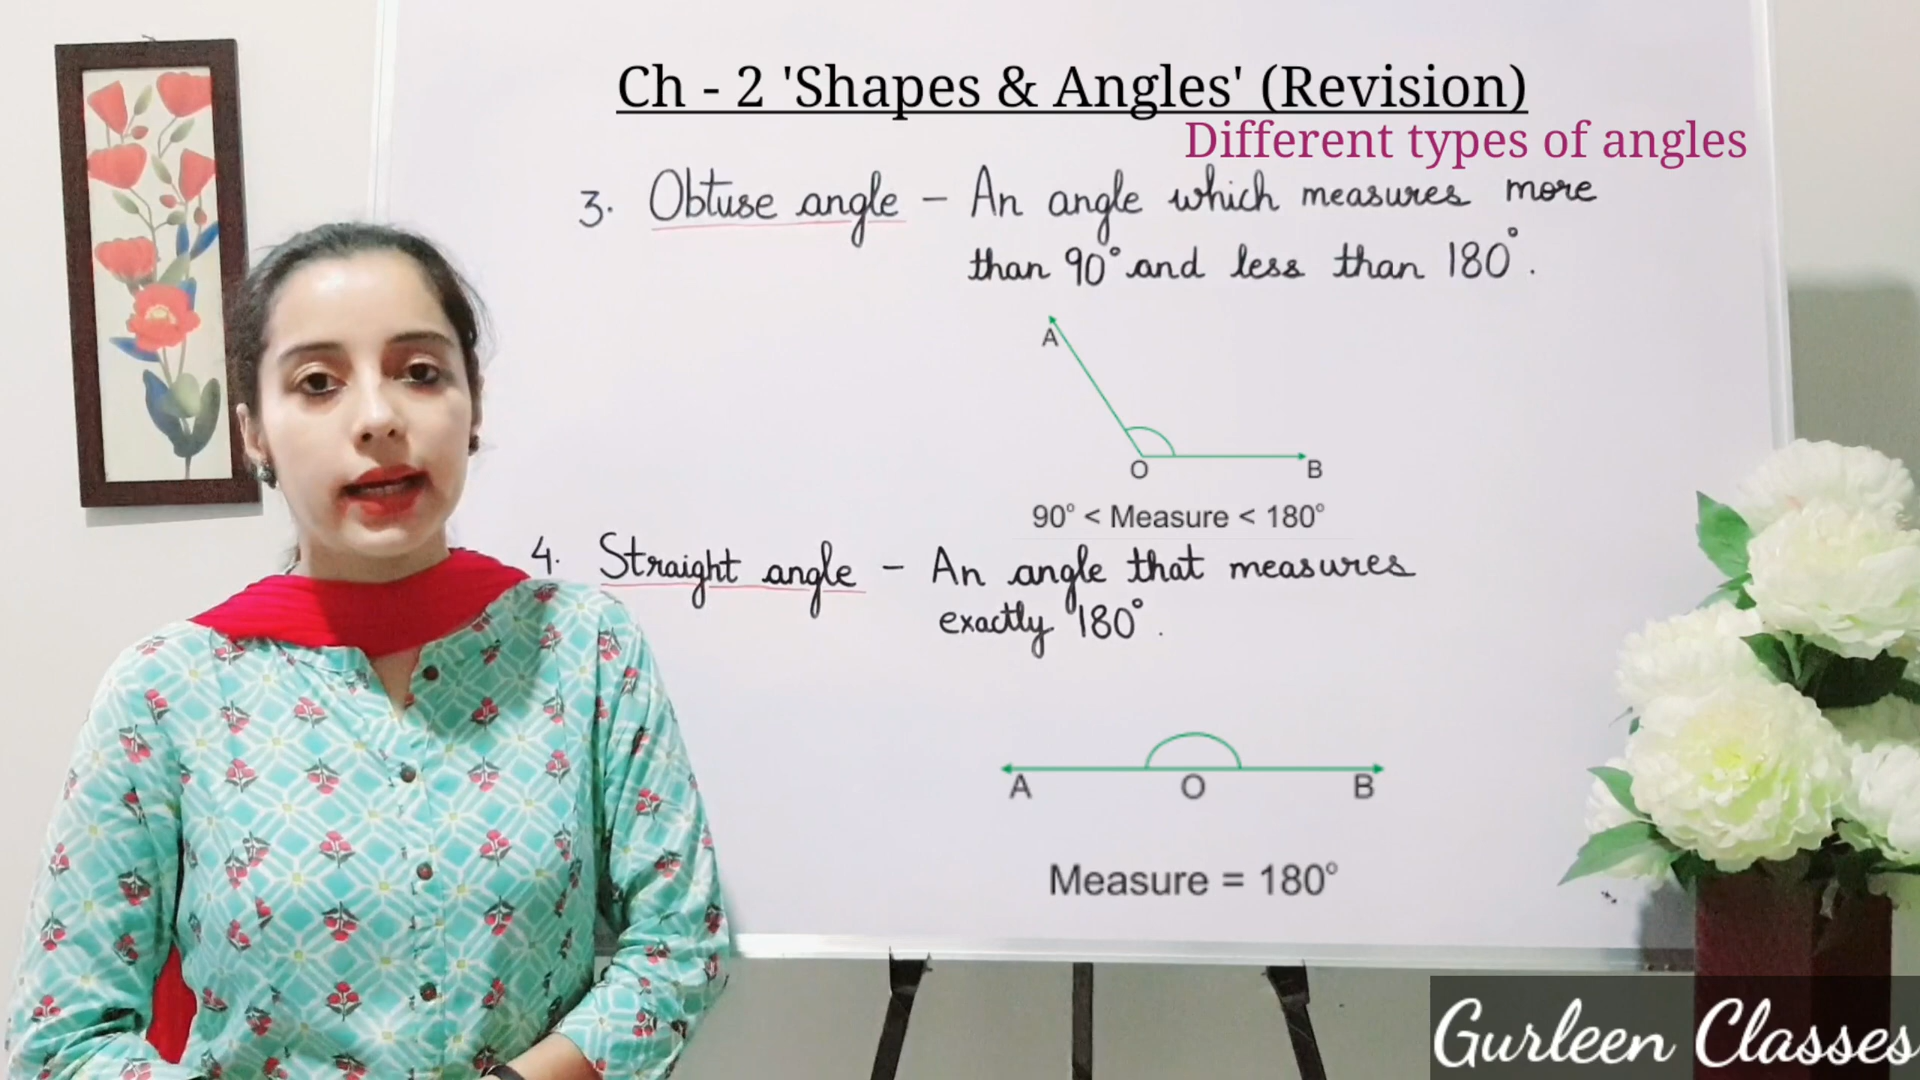 Ch - 2 'Shapes & Angles' (Revision)
Different types of angles
3. Obtuse angle - An angle which measures more
than 90° and less than 180°.
A
O
B
90° < Measure < 180°
4. Straight angle - An angle that measures
exactly 180°.
A O B
Measure = 180°
Gurleen Classes